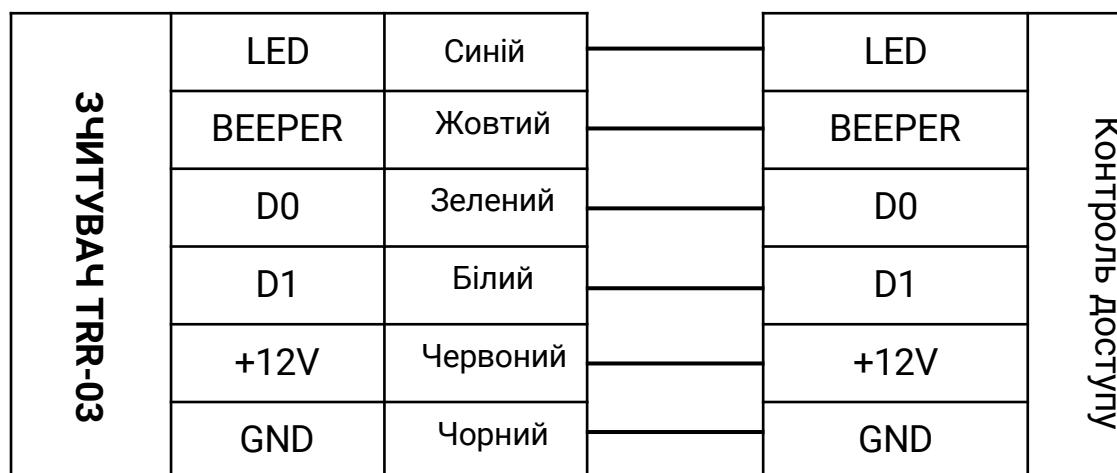 ЗЧИТУВАЧ TRR-03
LED Синій LED
BEEPER Жовтий BEEPER
D0 Зелений D0
D1 Білий D1
+12V Червоний +12V
GND Чорний GND
Контроль доступу